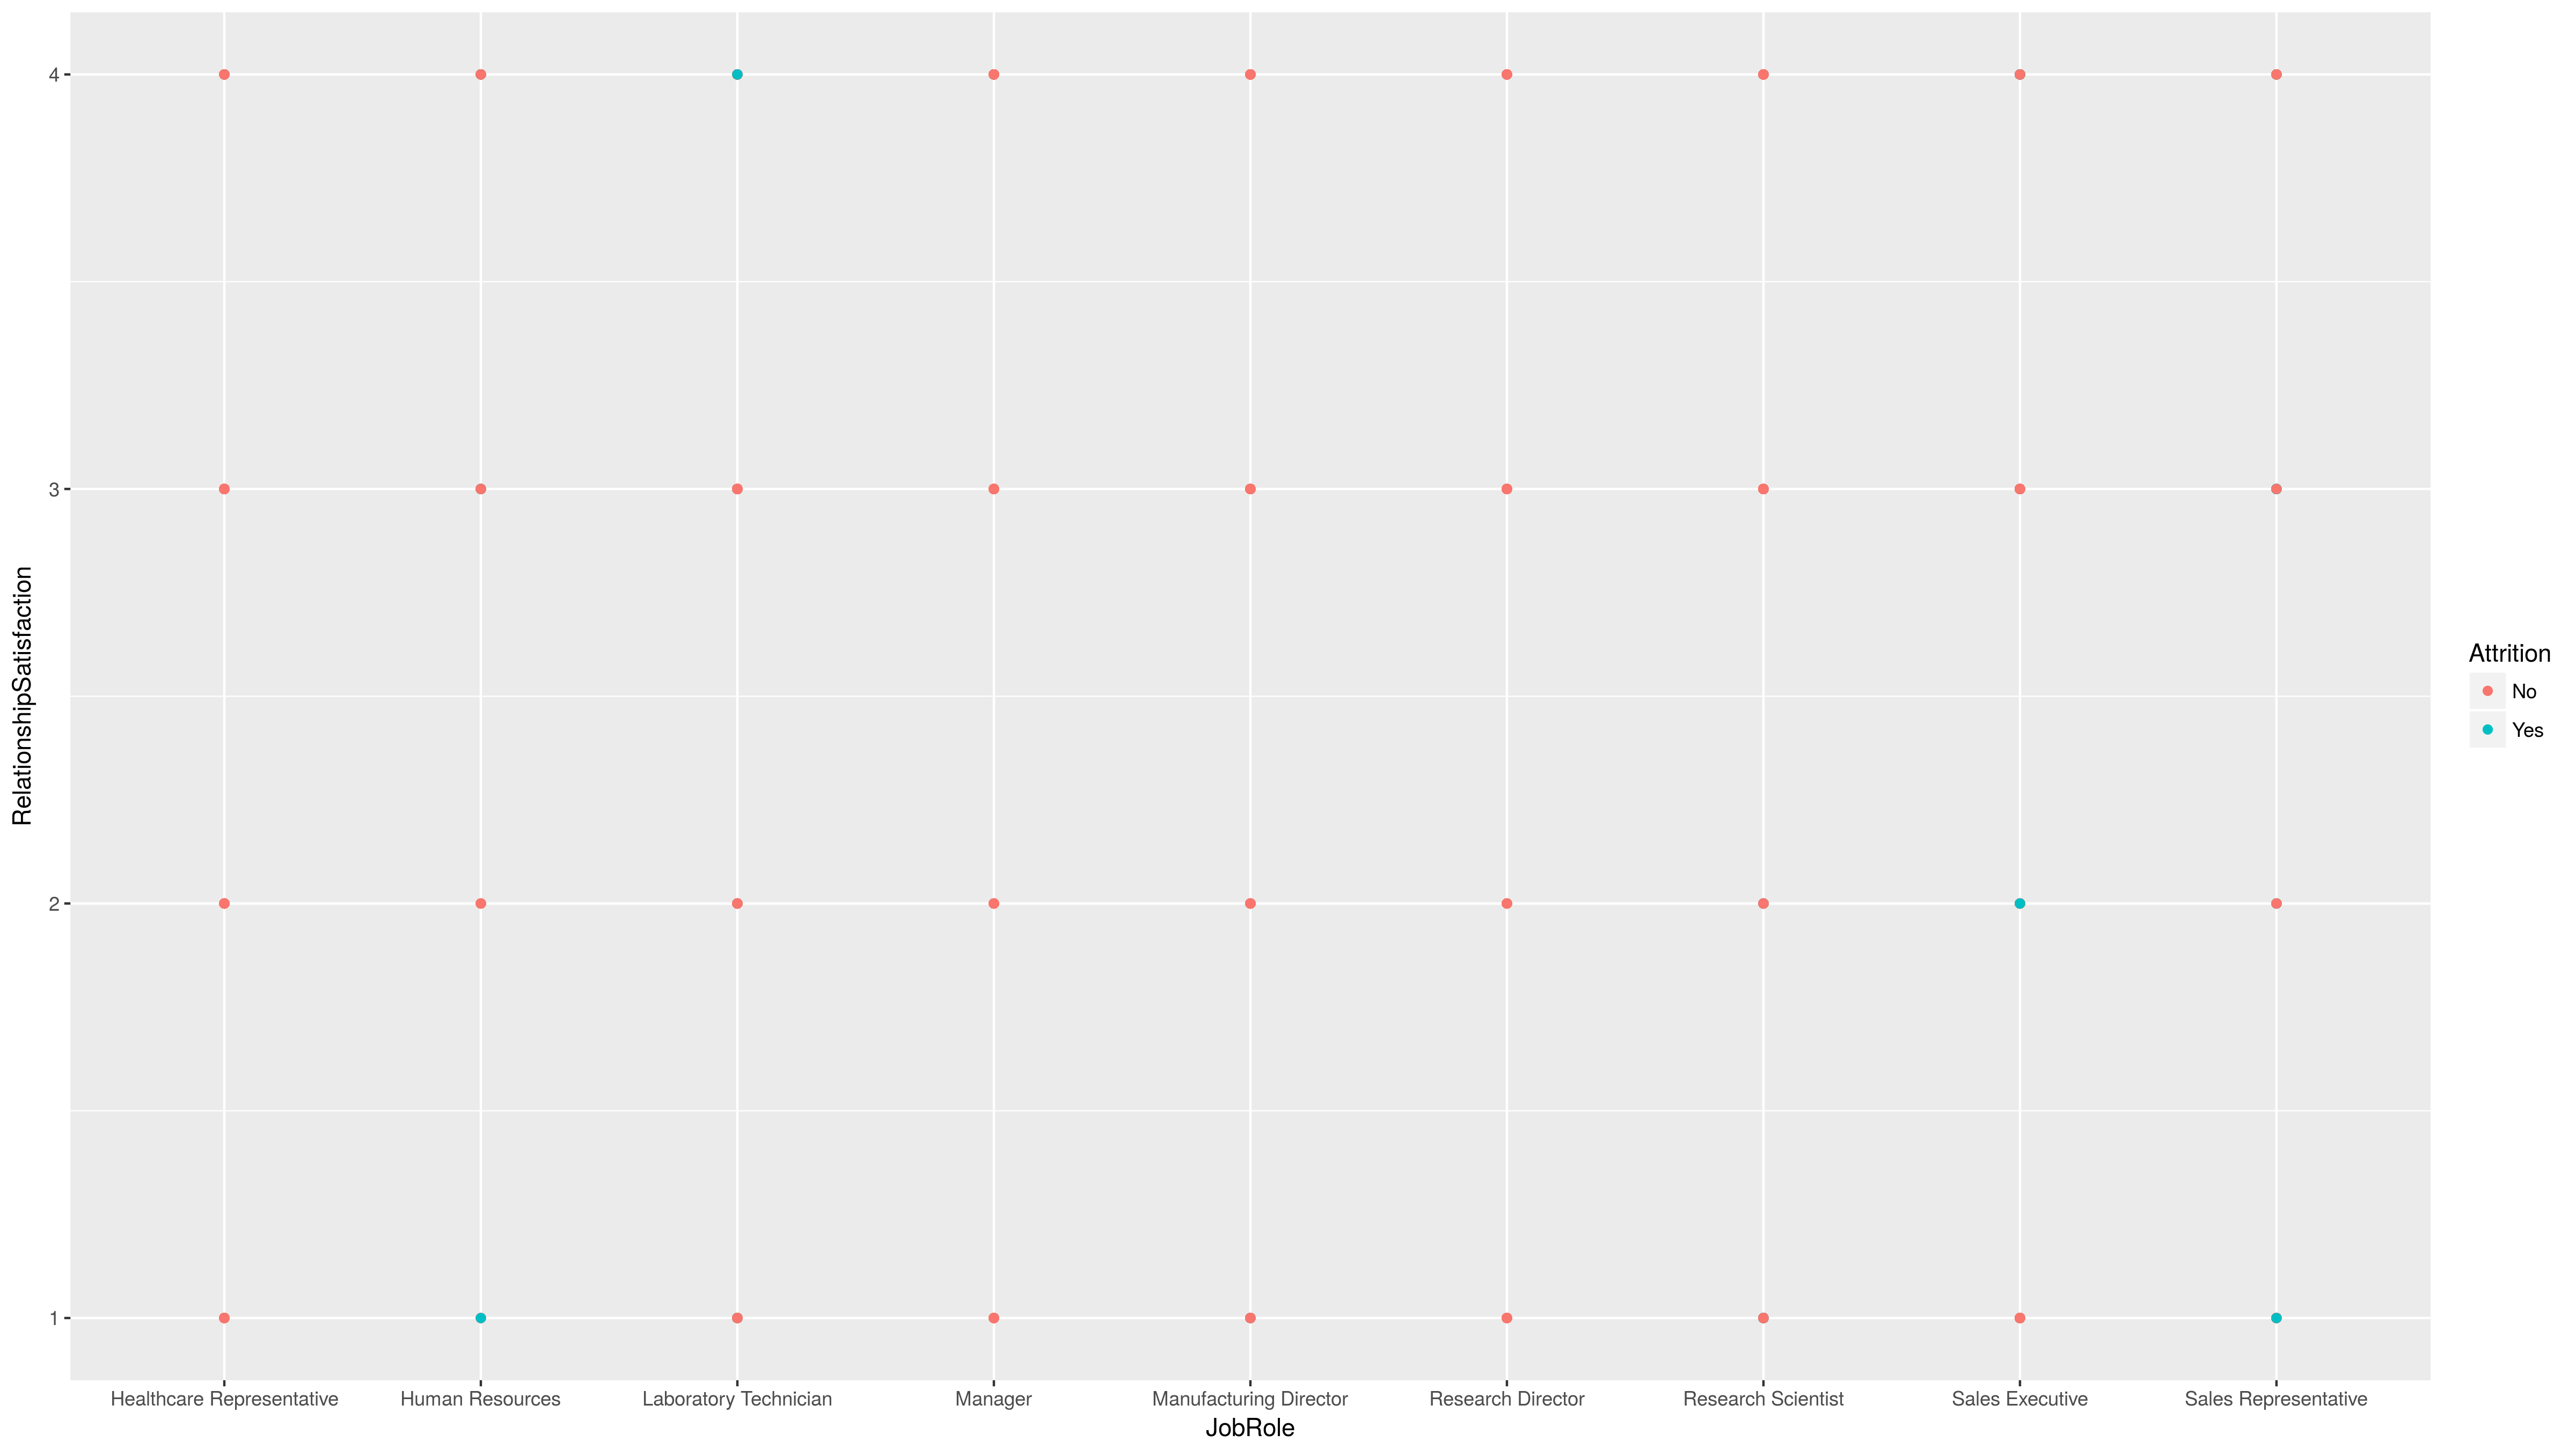 4
3
2
1
RelationshipSatisfaction
Healthcare Representative
Human Resources
Laboratory Technician
Manager
Manufacturing Director
Research Director
Research Scientist
Sales Executive
Sales Representative
JobRole
Attrition
No
Yes